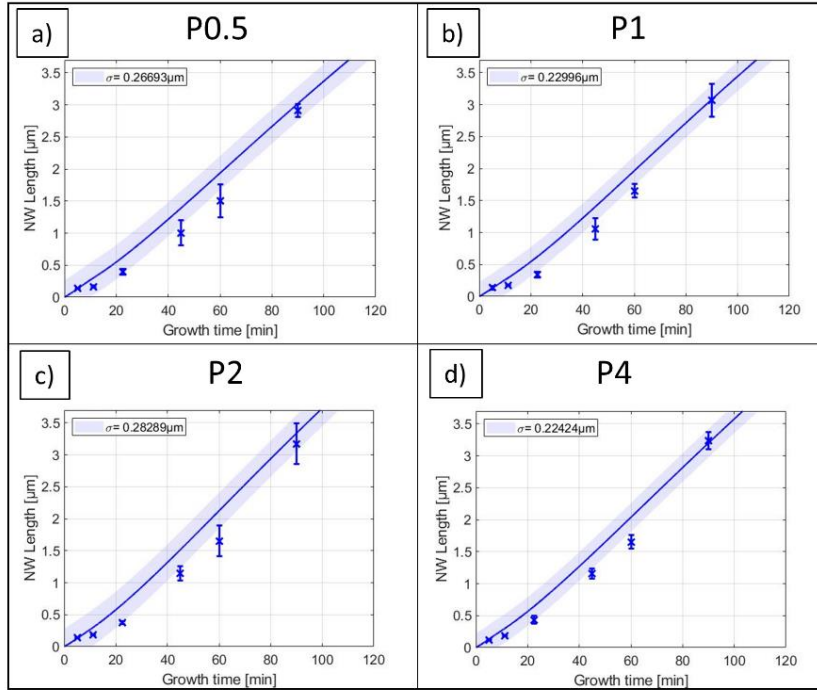 a)
P0.5
σ= 0.26693μm
NW Length [μm]
3.5
3
2.5
2
1.5
1
0.5
0
0 20 40 60 80 100 120
Growth time [min]
b)
P1
σ= 0.22996μm
NW Length [μm]
3.5
3
2.5
2
1.5
1
0.5
0
0 20 40 60 80 100 120
Growth time [min]
c)
P2
σ= 0.28289μm
NW Length [μm]
3.5
3
2.5
2
1.5
1
0.5
0
0 20 40 60 80 100 120
Growth time [min]
d)
P4
σ= 0.22424μm
NW Length [μm]
3.5
3
2.5
2
1.5
1
0.5
0
0 20 40 60 80 100 120
Growth time [min]